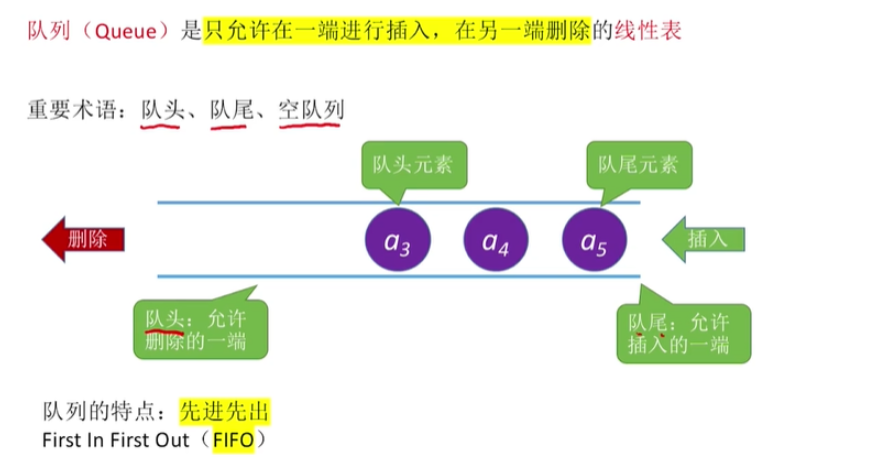 队列（Queue）是只允许在一端进行插入，在另一端删除的线性表
重要术语：队头、队尾、空队列
队头元素
队尾元素
删除
a3
a4
a5
插入
队头：允许
删除的一端
队尾：允许
插入的一端
队列的特点：先进先出
First In First Out（FIFO）